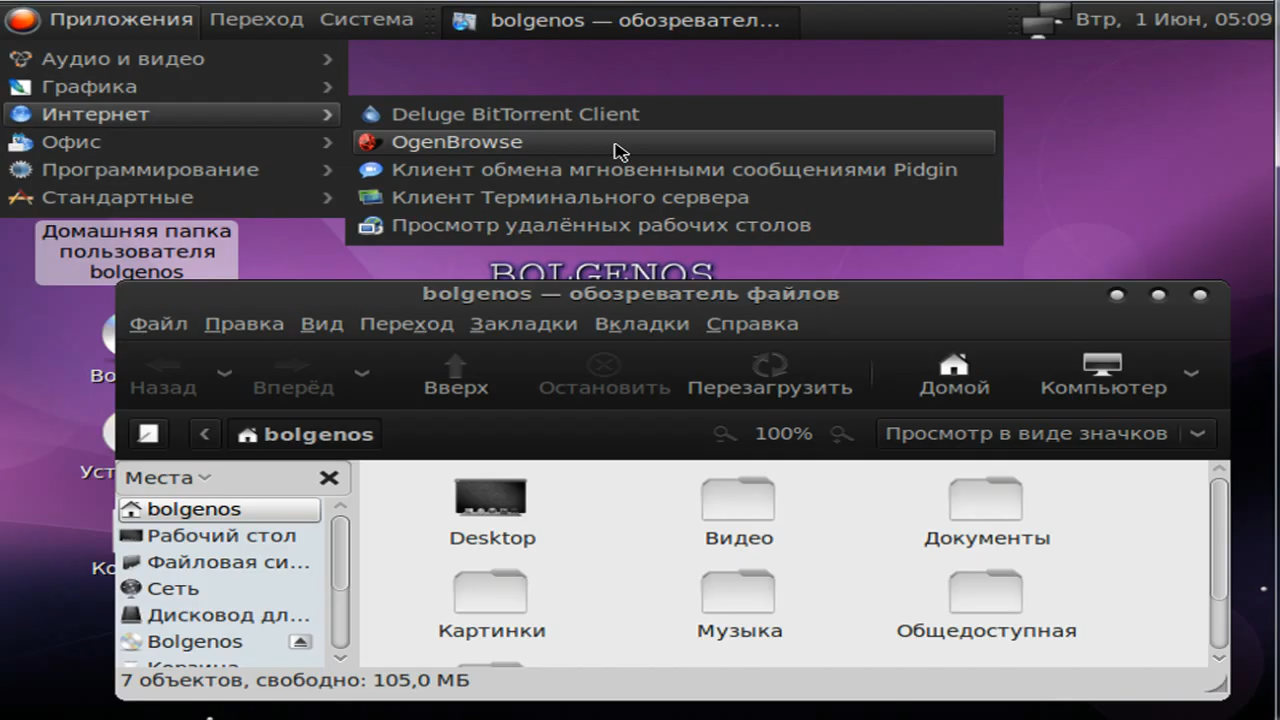 Приложения Переход Система bolgenos — обозревател... Втр, 1 Июн, 05:09
Аудио и видео
Графика
Интернет
Офис
Программирование
Стандартные
Deluge BitTorrent Client
OgenBrowse
Клиент обмена мгновенными сообщениями Pidgin
Клиент Терминального сервера
Просмотр удалённых рабочих столов
Домашняя папка
пользователя
bolgenos
BOLGENOS
bolgenos — обозреватель файлов
Файл Правка Вид Переход Закладки Вкладки Справка
Назад Вперёд Вверх Остановить Перезагрузить Домой Компьютер
bolgenos 100% Просмотр в виде значков
Места
bolgenos
Рабочий стол
Файловая си...
Сеть
Дисковод дл...
Bolgenos
Корзина
Desktop Видео Документы
Картинки Музыка Общедоступная
7 объектов, свободно: 105,0 МБ